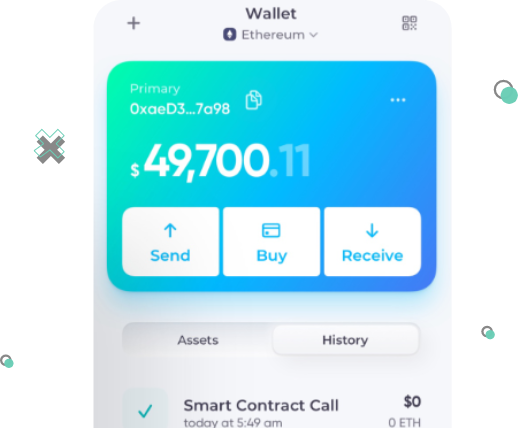 Wallet
Ethereum
Primary
0xaeD3...7a98
$49,700.11
Send Buy Receive
Assets History
Smart Contract Call $0
today at 5:49 am 0 ETH